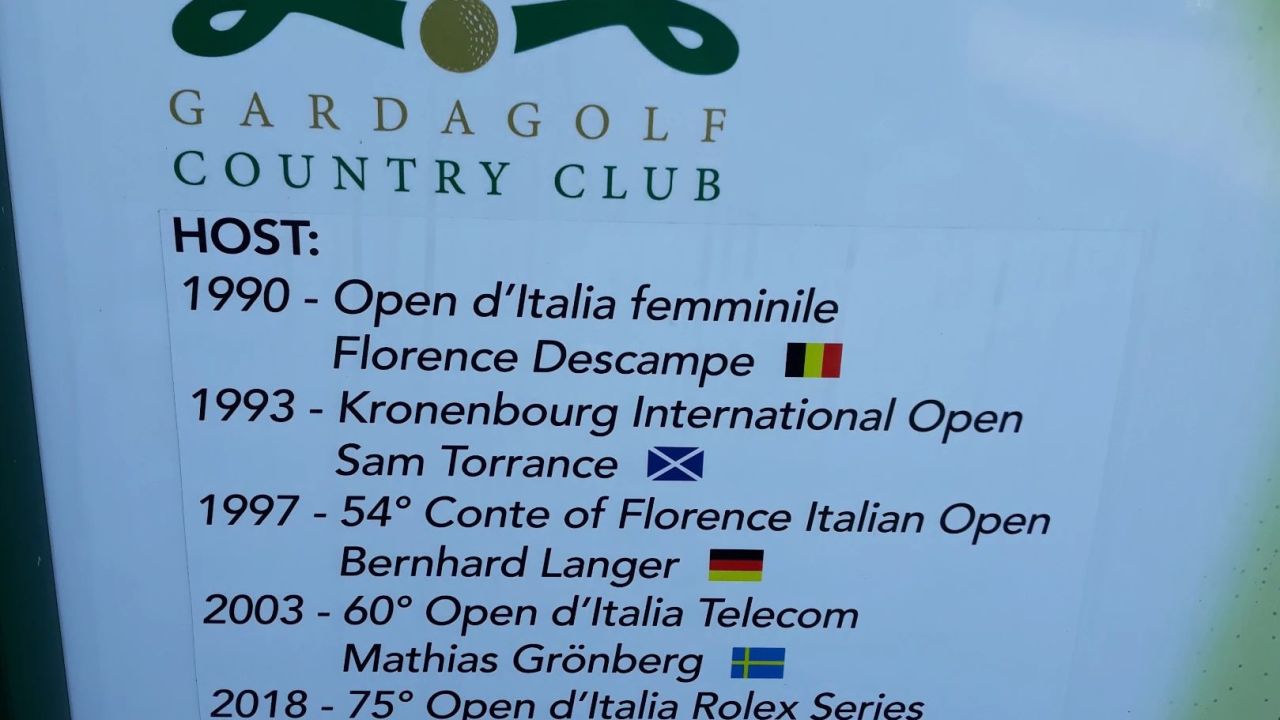 GARDAGOLF
COUNTRY CLUB
HOST:
1990 - Open d'Italia femminile
Florence Descampe
1993 - Kronenbourg International Open
Sam Torrance
1997 - 54° Conte of Florence Italian Open
Bernhard Langer
2003 - 60° Open d'Italia Telecom
Mathias Grönberg
2018 - 75° Open d'Italia Rolex Series